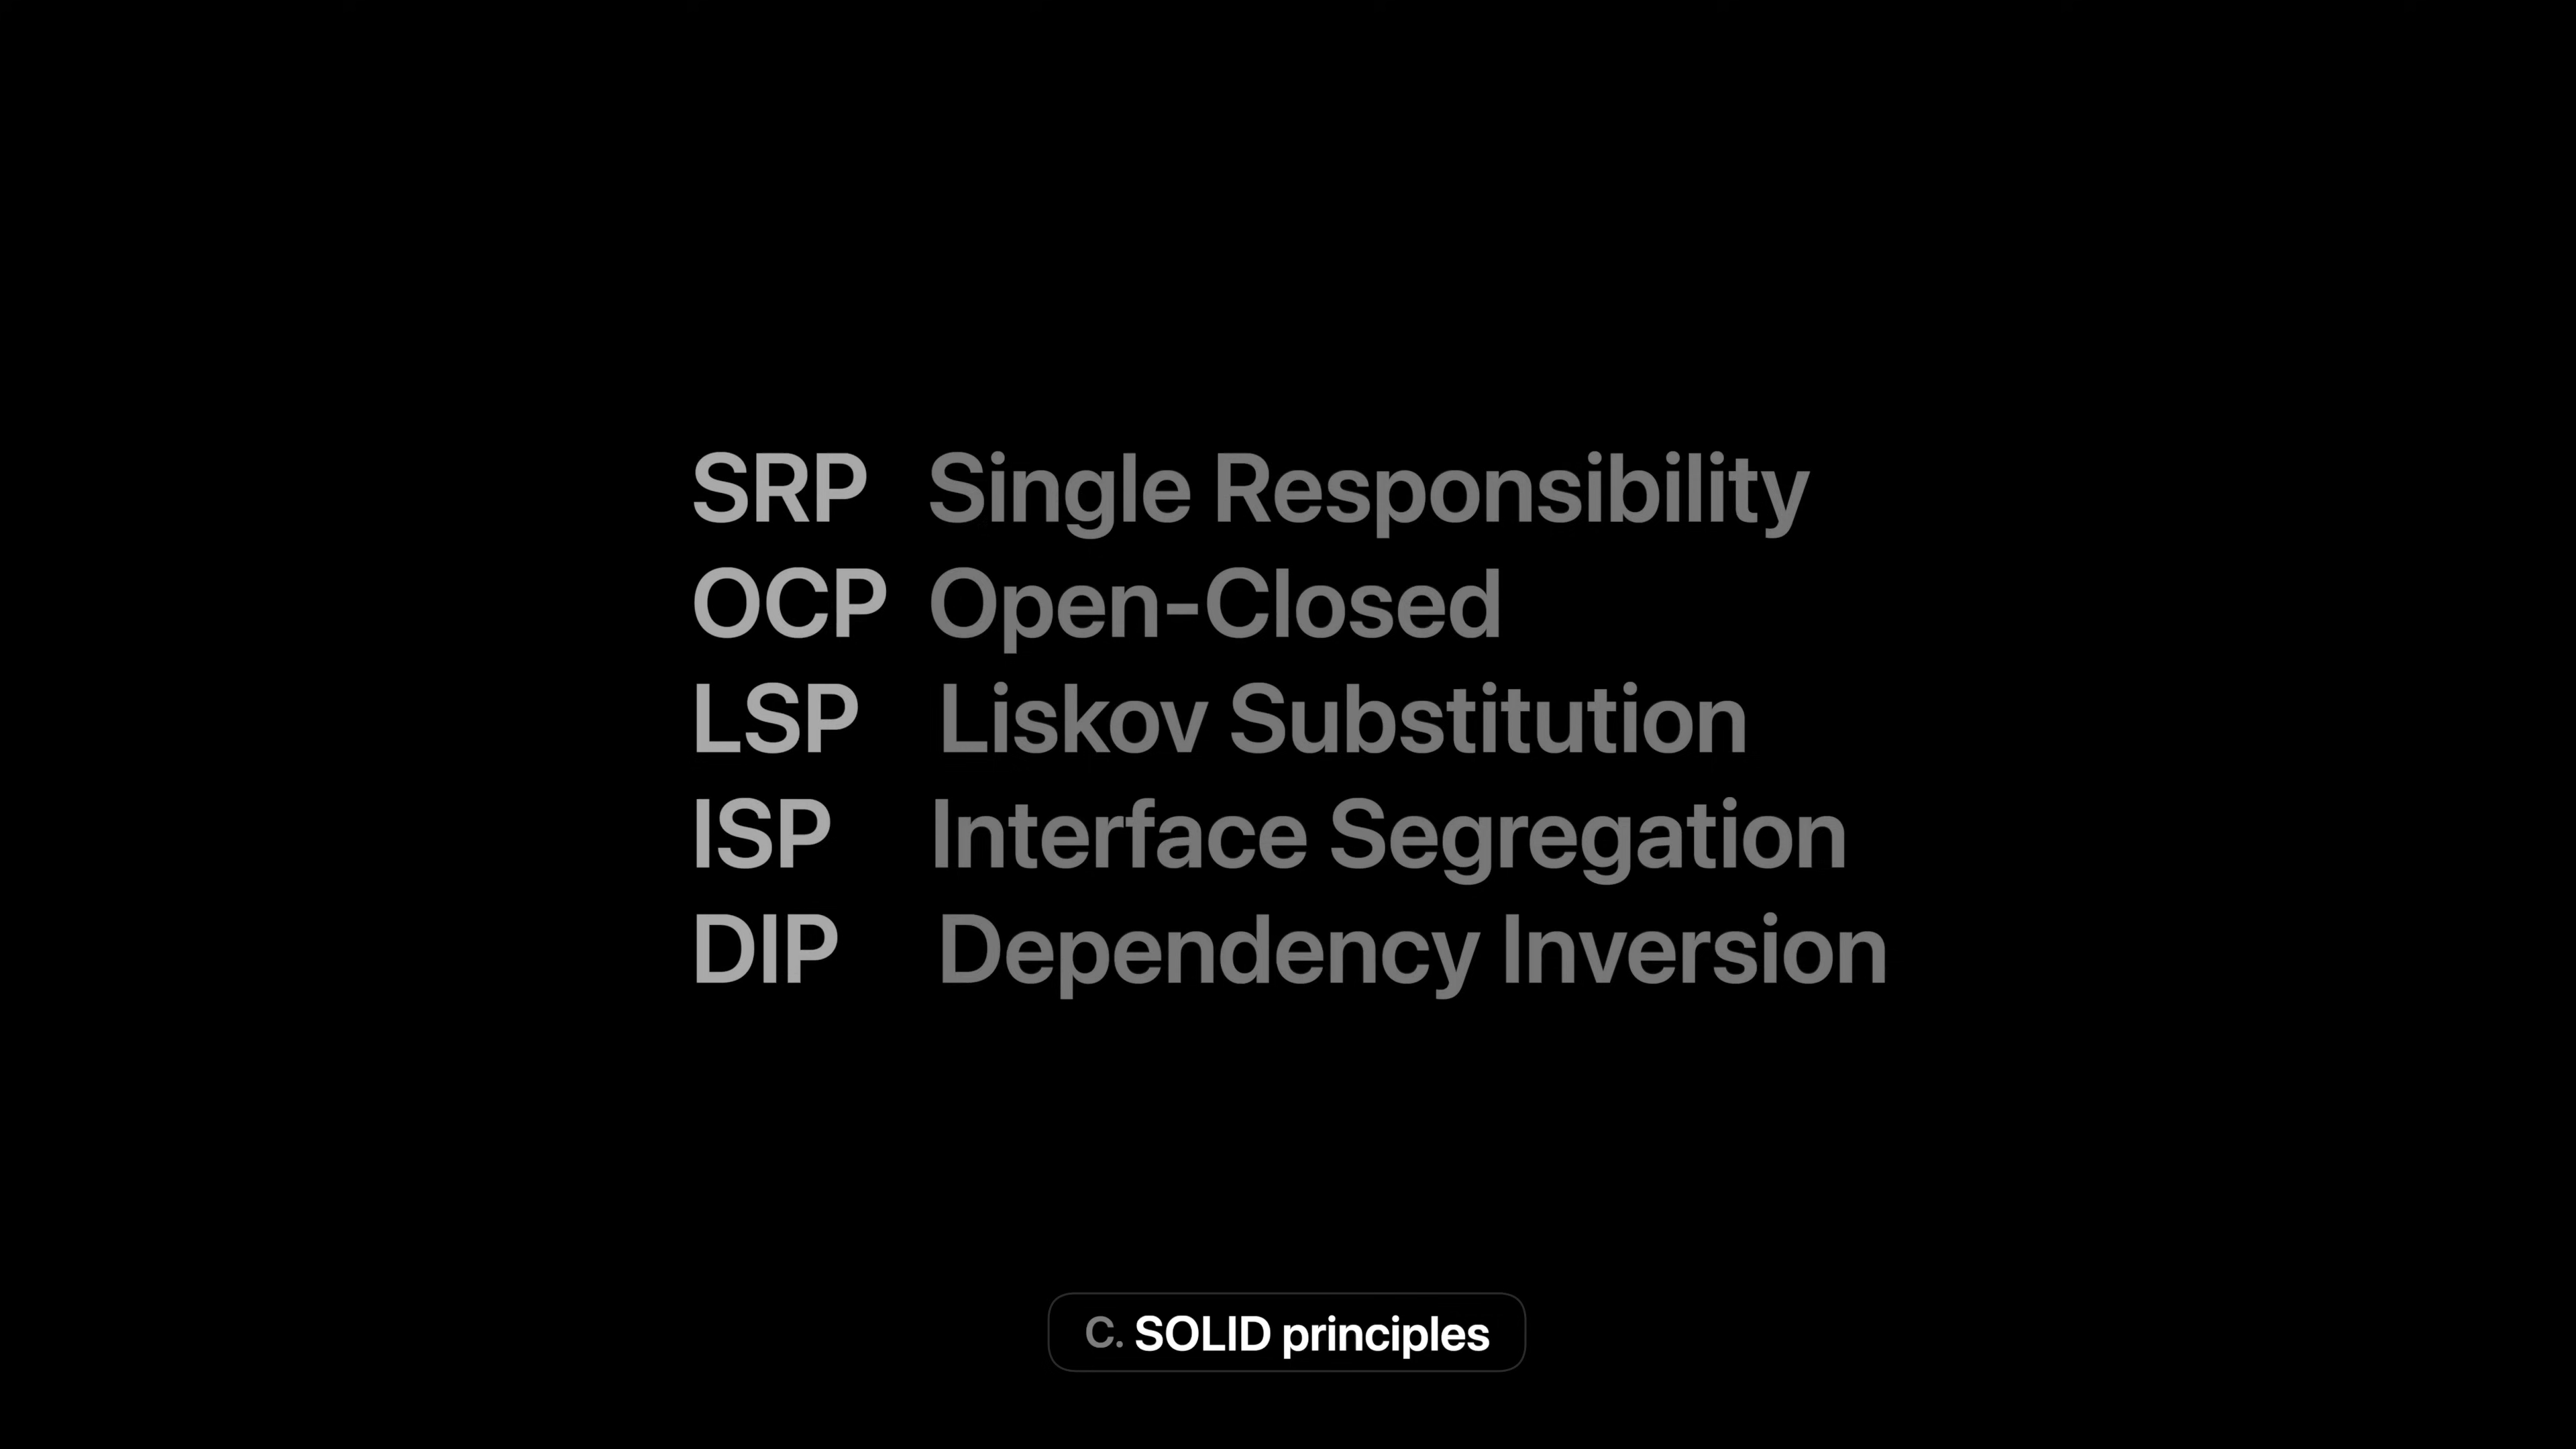 SRP Single Responsibility
OCP Open-Closed
LSP Liskov Substitution
ISP Interface Segregation
DIP Dependency Inversion
C. SOLID principles